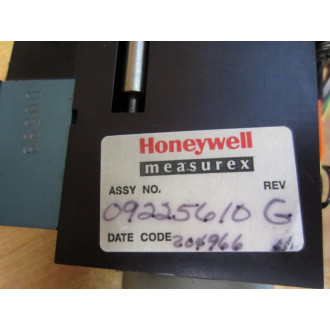 Honeywell
measurex
ASSY NO. REV
09225610 G
DATE CODE 204966